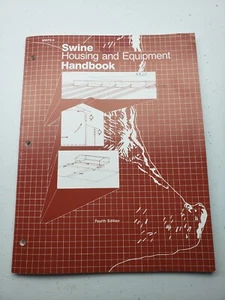 Swine
Housing and Equipment
Handbook
Fourth Edition